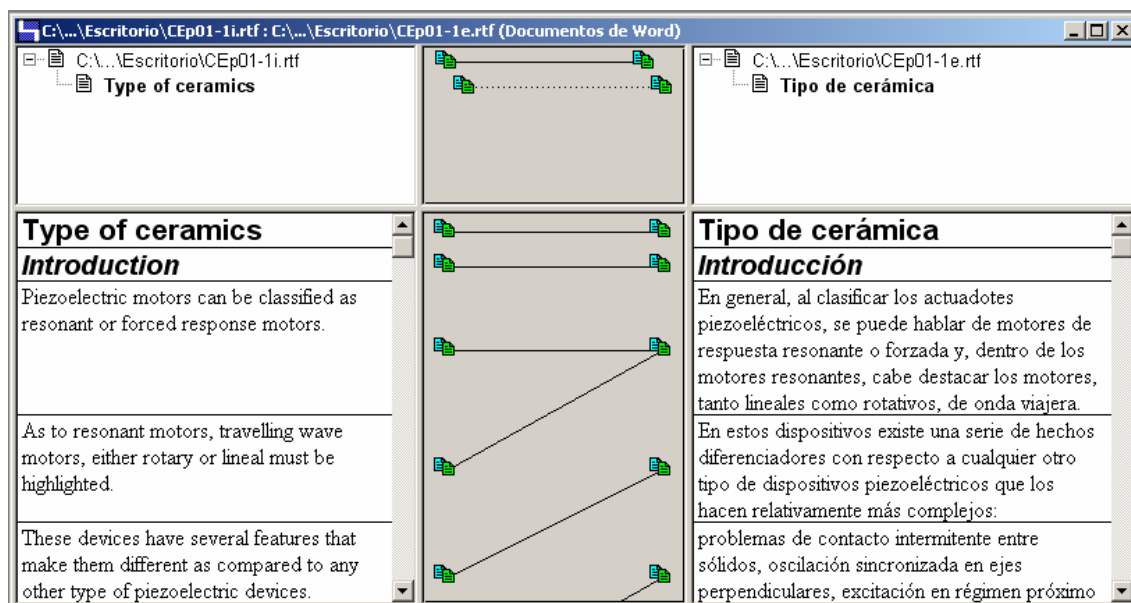 C:\...\Escritorio\CEp01-1i.rtf : C:\...\Escritorio\CEp01-1e.rtf (Documentos de Word)
C:\...\Escritorio\CEp01-1i.rtf
Type of ceramics
C:\...\Escritorio\CEp01-1e.rtf
Tipo de cerámica
Type of ceramics
Introduction
Piezoelectric motors can be classified as
resonant or forced response motors.
As to resonant motors, travelling wave
motors, either rotary or lineal must be
highlighted.
These devices have several features that
make them different as compared to any
other type of piezoelectric devices.
Tipo de cerámica
Introducción
En general, al clasificar los actuadotes
piezoeléctricos, se puede hablar de motores de
respuesta resonante o forzada y, dentro de los
motores resonantes, cabe destacar los motores,
tanto lineales como rotativos, de onda viajera.
En estos dispositivos existe una serie de hechos
diferenciadores con respecto a cualquier otro
tipo de dispositivos piezoeléctricos que los
hacen relativamente más complejos:
problemas de contacto intermitente entre
sólidos, oscilación sincronizada en ejes
perpendiculares, excitación en régimen próximo